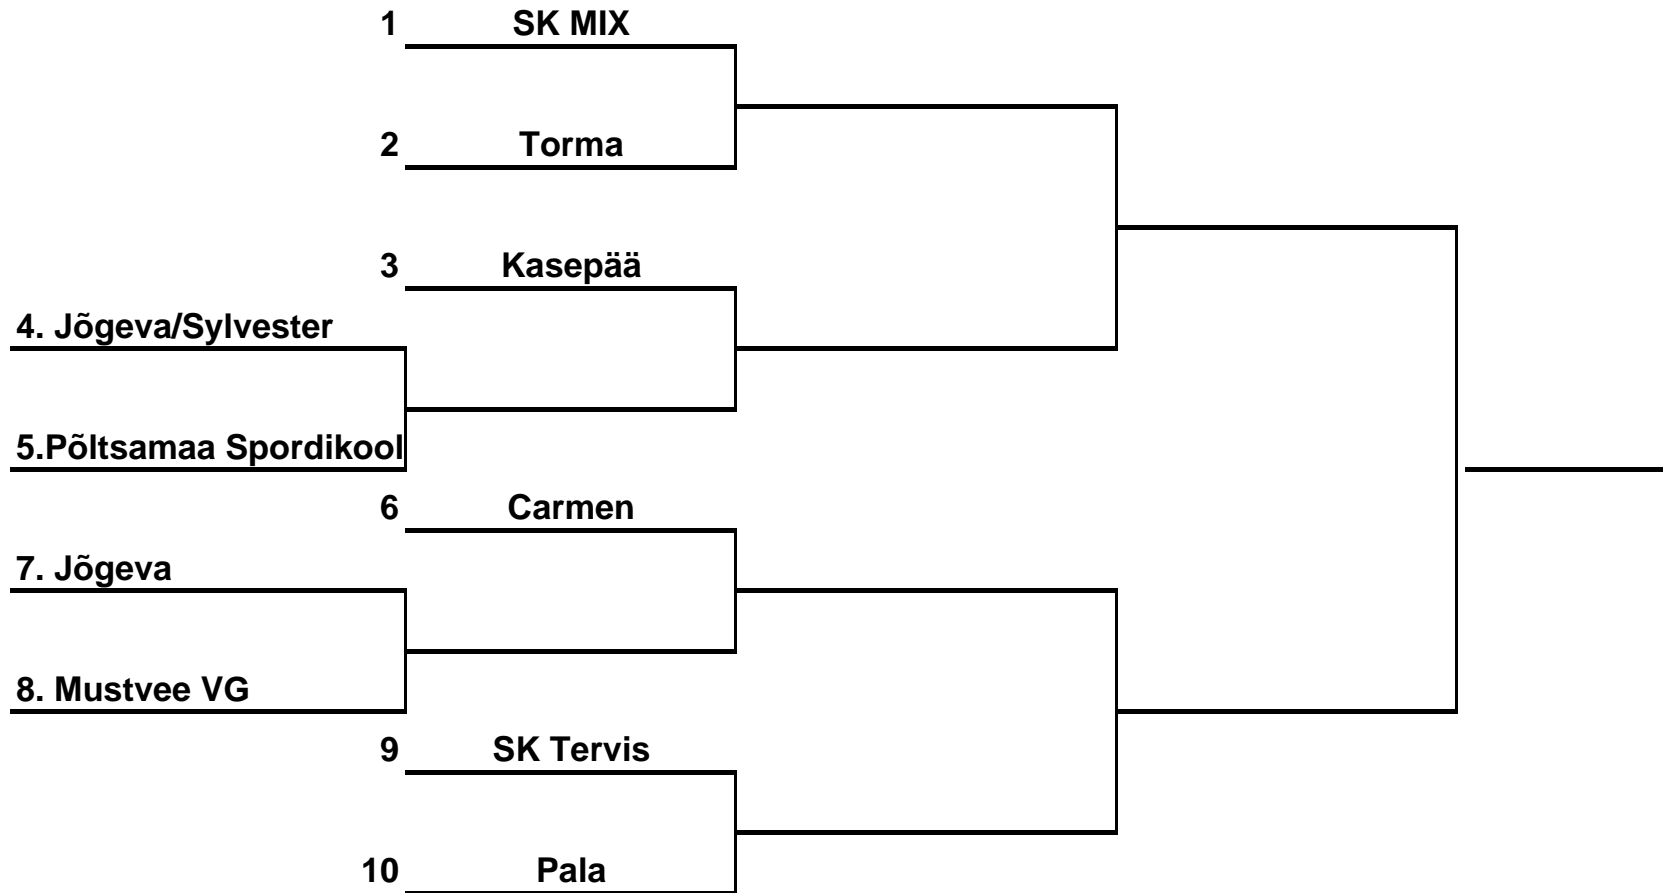 1 SK MIX
2 Torma
3 Kasepää
4. Jõgeva/Sylvester
5.Põltsamaa Spordikool
6 Carmen
7. Jõgeva
8. Mustvee VG
9 SK Tervis
10 Pala